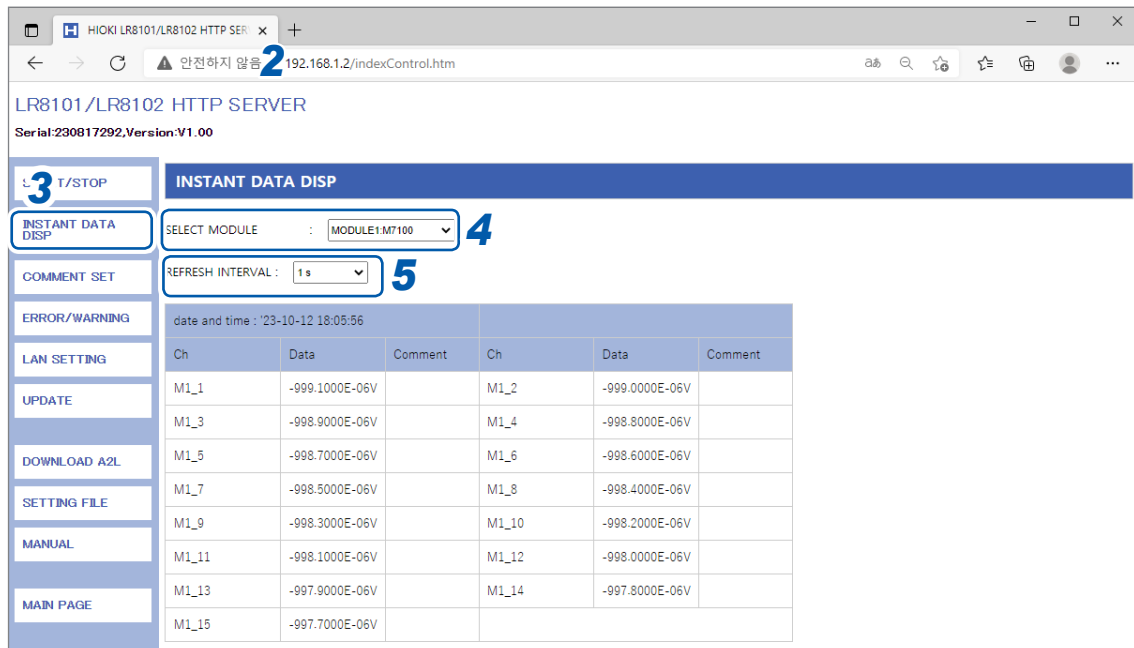 HIOKI LR8101/LR8102 HTTP SER
안전하지 않음 2 192.168.1.2/indexControl.htm
LR8101/LR8102 HTTP SERVER
Serial:230817292,Version:V1.00
3 T/STOP
INSTANT DATA
DISP
COMMENT SET
ERROR/WARNING
LAN SETTING
UPDATE
DOWNLOAD A2L
SETTING FILE
MANUAL
MAIN PAGE
INSTANT DATA DISP
SELECT MODULE : MODULE1:M7100 4
REFRESH INTERVAL : 1 s 5
date and time : '23-10-12 18:05:56
Ch Data Comment Ch Data Comment
M1_1 -999.1000E-06V M1_2 -999.0000E-06V
M1_3 -998.9000E-06V M1_4 -998.8000E-06V
M1_5 -998.7000E-06V M1_6 -998.6000E-06V
M1_7 -998.5000E-06V M1_8 -998.4000E-06V
M1_9 -998.3000E-06V M1_10 -998.2000E-06V
M1_11 -998.1000E-06V M1_12 -998.0000E-06V
M1_13 -997.9000E-06V M1_14 -997.8000E-06V
M1_15 -997.7000E-06V